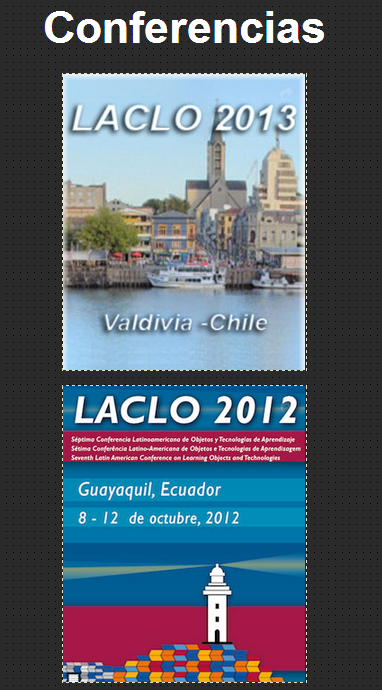 Conferencias
LACLO 2013
Valdivia -Chile
LACLO 2012
Séptima Conferencia Latinoamericana de Objetos y Tecnologías de Aprendizaje
Sétima Conferência Latino-Americana de Objetos e Tecnologias de Aprendizagem
Seventh Latin American Conference on Learning Objects and Technologies
Guayaquil, Ecuador
8 - 12 de octubre, 2012